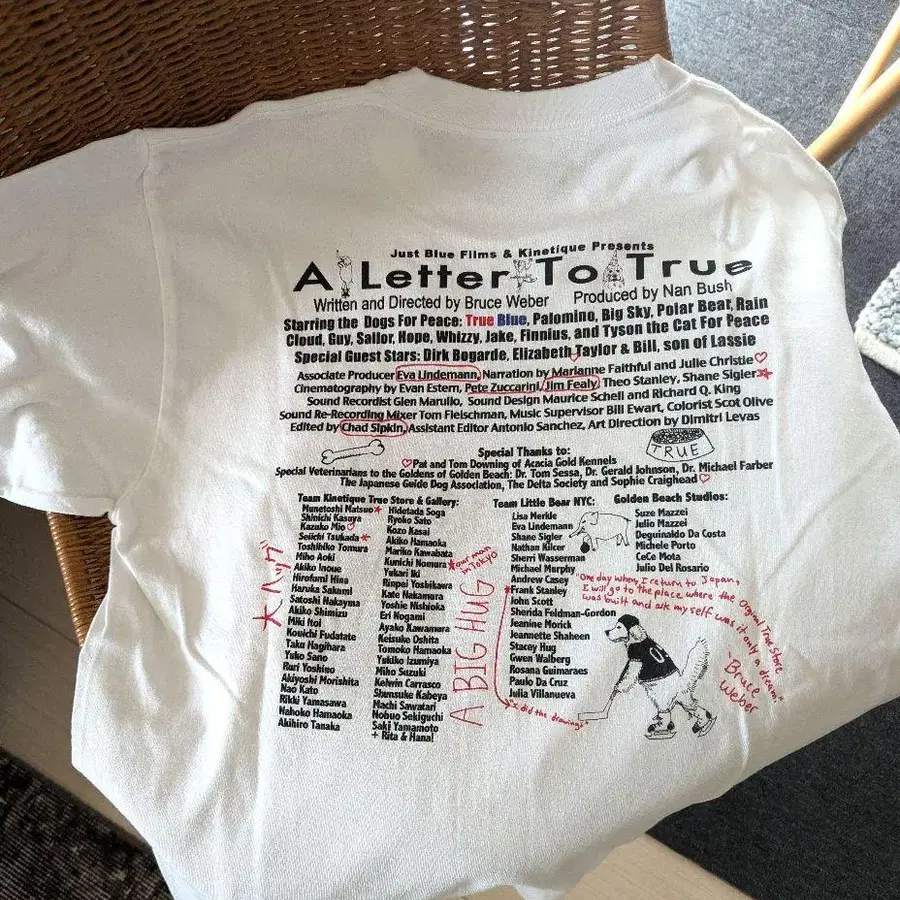 Just Blue Films & Kinetique Presents
A Letter To True
Written and Directed by Bruce Weber Produced by Nan Bush
Starring the Dogs For Peace: True Blue, Palomino, Big Sky, Polar Bear, Rain
Cloud, Guy, Sailor, Hope, Whizzy, Jake, Finnius, and Tyson the Cat For Peace
Special Guest Stars: Dirk Bogarde, Elizabeth Taylor & Bill, son of Lassie
Associate Producer Eva Lindemann, Narration by Marianne Faithful and Julie Christie
Cinematography by Evan Estern, Pete Zuccarini, Jim Fealy, Theo Stanley, Shane Sigler
Sound Recordist Glen Marullo, Sound Design Maurice Schell and Richard Q. King
Sound Re-Recording Mixer Tom Fleischman, Music Supervisor Bill Ewart, Colorist Scot Olive
Edited by Chad Sipkin, Assistant Editor Antonio Sanchez, Art Direction by Dimitri Levas
TRUE
Special Thanks to:
Pat and Tom Downing of Acacia Gold Kennels
Special Veterinarians to the Goldens of Golden Beach: Dr. Tom Sessa, Dr. Gerald Johnson, Dr. Michael Farber
The Japanese Guide Dog Association, The Delta Society and Sophie Craighead
Team Kinetique True Store & Gallery:
Munetoshi Natsuo
Shinichi Kasuya
Kazuko Mio
Seiichi Tsukada
Toshihiko Tomura
Miho Aoki
Akiko Inoue
Hirofumi Hina
Haruka Sakumi
Satoshi Nakayma
Akiko Shimizu
Miki Itoi
Kouichi Fudatate
Taku Hagihara
Yuko Sano
Ruri Yoshino
Akiyoshi Morishita
Nao Kato
Rikki Yamasawa
Nahoko Hamaoka
Akihiro Tanaka
Hidetada Soga
Ryoko Sato
Kozo Kasai
Akiko Hamaoka
Mariko Kawabata
Kunichi Nomura
Yukari Iki
Rinpei Yoshikawa
Kate Nakamura
Yoshie Nishioka
Eri Nogami
Ayako Kawamura
Keisuke Oshita
Tomoko Hamaoka
Yukiko Izumiya
Miho Suzuki
Kelwin Carrasco
Shunsuke Kabeya
Machi Sawatari
Nobuo Sekiguchi
Saki Yamamoto
+ Rita & Hana!
大ハッグ
our man
in Tokyo
A BIG HUG
Team Little Bear NYC:
Lisa Merkle
Eva Lindemann
Shane Sigler
Nathan Kilcer
Sherri Wasserman
Michael Murphy
Andrew Casey
Frank Stanley
John Scott
Sherida Feldman-Gordon
Jeanine Norick
Jeannette Shaheen
Stacey Hug
Gwen Walberg
Rosana Guimaraes
Paulo Da Cruz
Julia Villanueva
"I did the drawings"
Golden Beach Studios:
Suze Mazzei
Julio Mazzei
Deguinaldo Da Costa
Michele Porto
CeCe Mota
Julio Del Rosario
"One day when I return to Japan,
I will go to the place where the original True Store
was built and ask my self was it only a dream."
Bruce
Weber